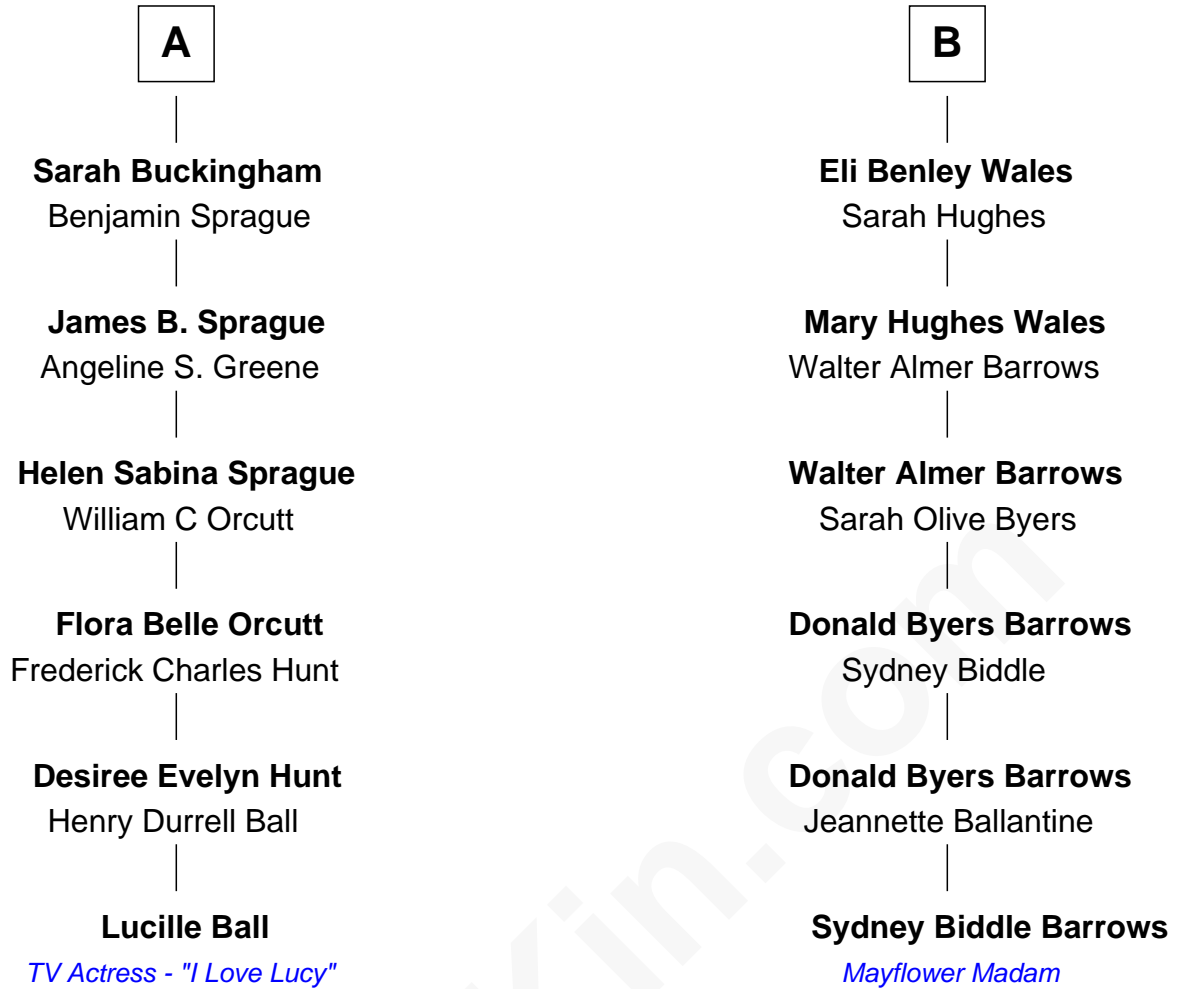 A
Sarah Buckingham
Benjamin Sprague
James B. Sprague
Angeline S. Greene
Helen Sabina Sprague
William C Orcutt
Flora Belle Orcutt
Frederick Charles Hunt
Desiree Evelyn Hunt
Henry Durrell Ball
Lucille Ball
TV Actress - "I Love Lucy"
B
Eli Benley Wales
Sarah Hughes
Mary Hughes Wales
Walter Almer Barrows
Walter Almer Barrows
Sarah Olive Byers
Donald Byers Barrows
Sydney Biddle
Donald Byers Barrows
Jeannette Ballantine
Sydney Biddle Barrows
Mayflower Madam
Kin.com